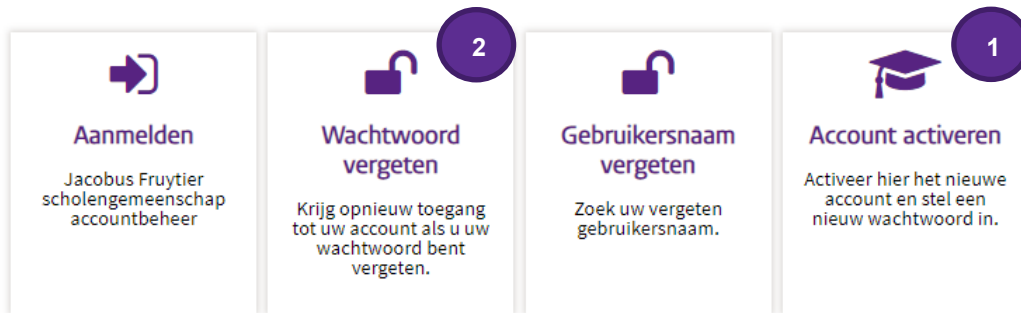 2
1
Aanmelden
Jacobus Fruytier
scholengemeenschap
accountbeheer
Wachtwoord
vergeten
Krijg opnieuw toegang
tot uw account als u uw
wachtwoord bent
vergeten.
Gebruikersnaam
vergeten
Zoek uw vergeten
gebruikersnaam.
Account activeren
Activeer hier het nieuwe
account en stel een
nieuw wachtwoord in.